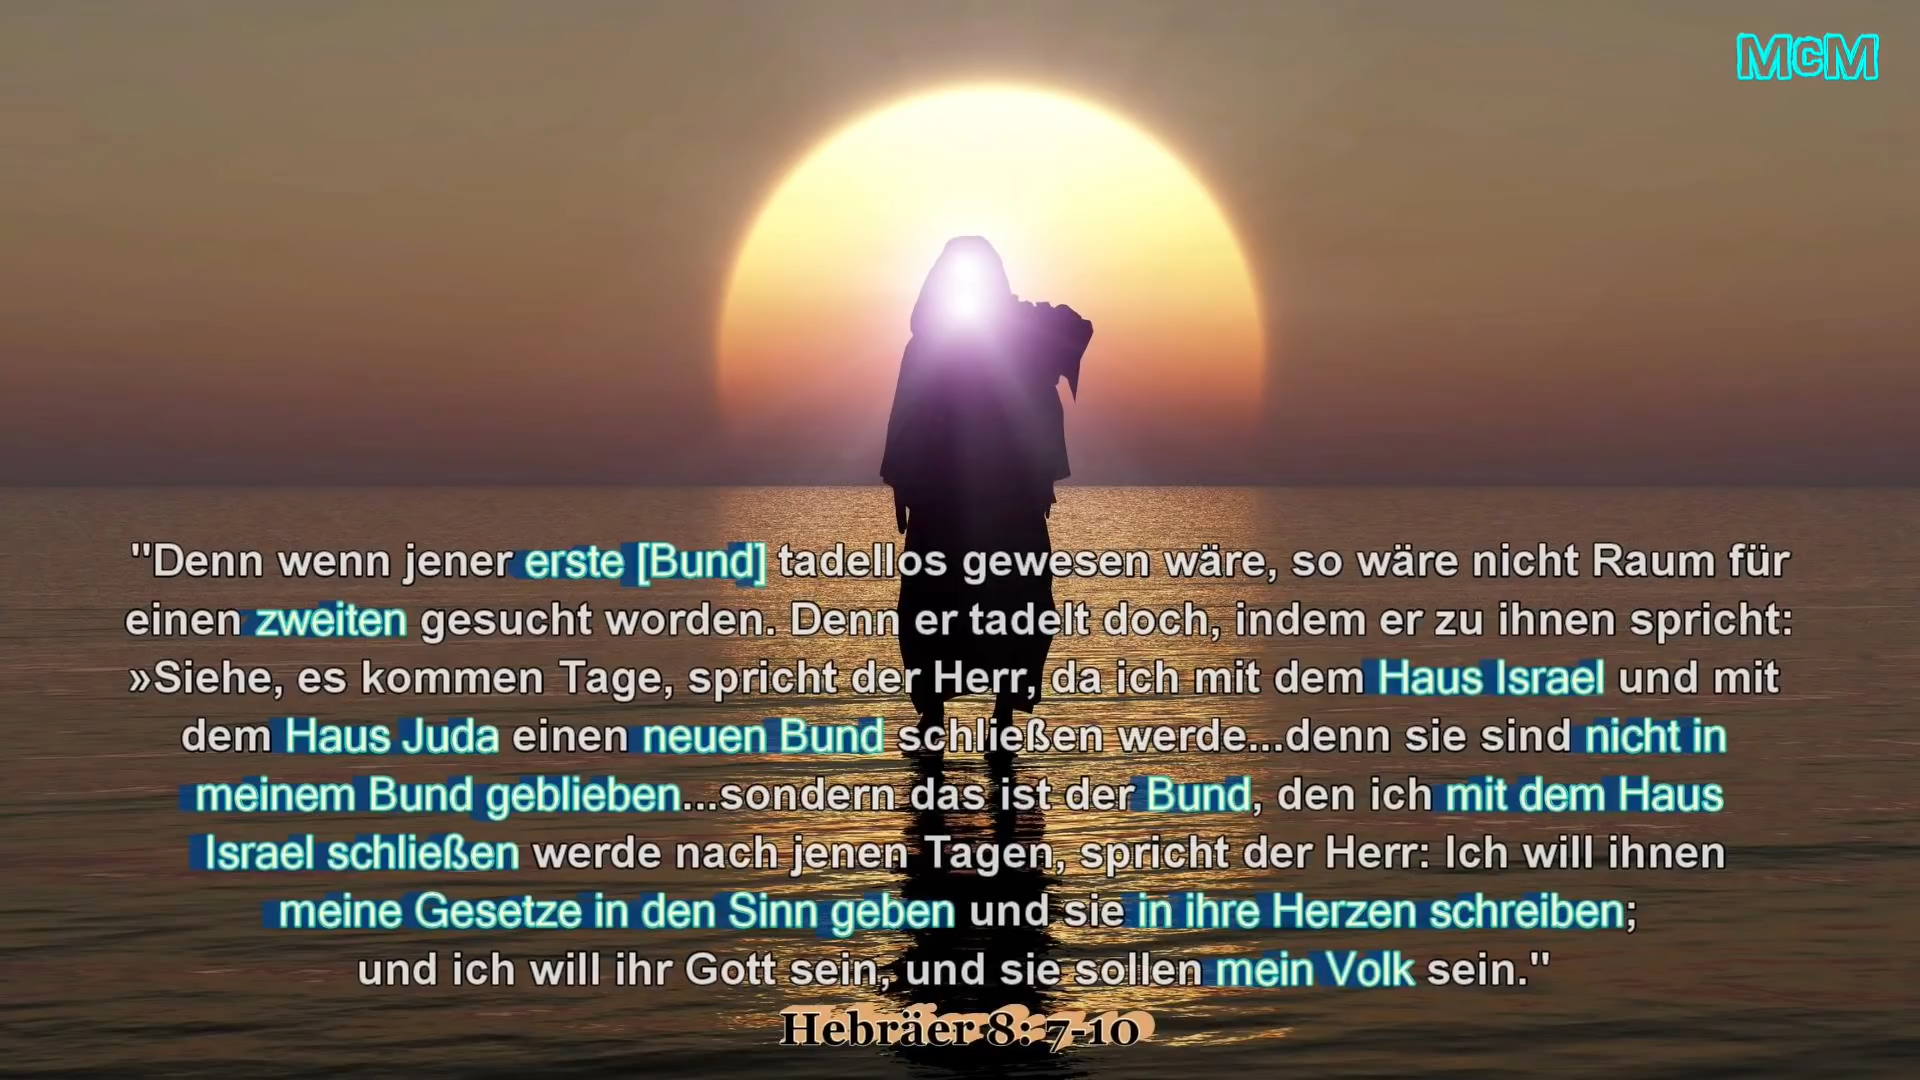 McM
"Denn wenn jener erste [Bund] tadellos gewesen wäre, so wäre nicht Raum für
einen zweiten gesucht worden. Denn er tadelt doch, indem er zu ihnen spricht:
»Siehe, es kommen Tage, spricht der Herr, da ich mit dem Haus Israel und mit
dem Haus Juda einen neuen Bund schließen werde...denn sie sind nicht in
meinem Bund geblieben...sondern das ist der Bund, den ich mit dem Haus
Israel schließen werde nach jenen Tagen, spricht der Herr: Ich will ihnen
meine Gesetze in den Sinn geben und sie in ihre Herzen schreiben;
und ich will ihr Gott sein, und sie sollen mein Volk sein."
Hebräer 8: 7-10